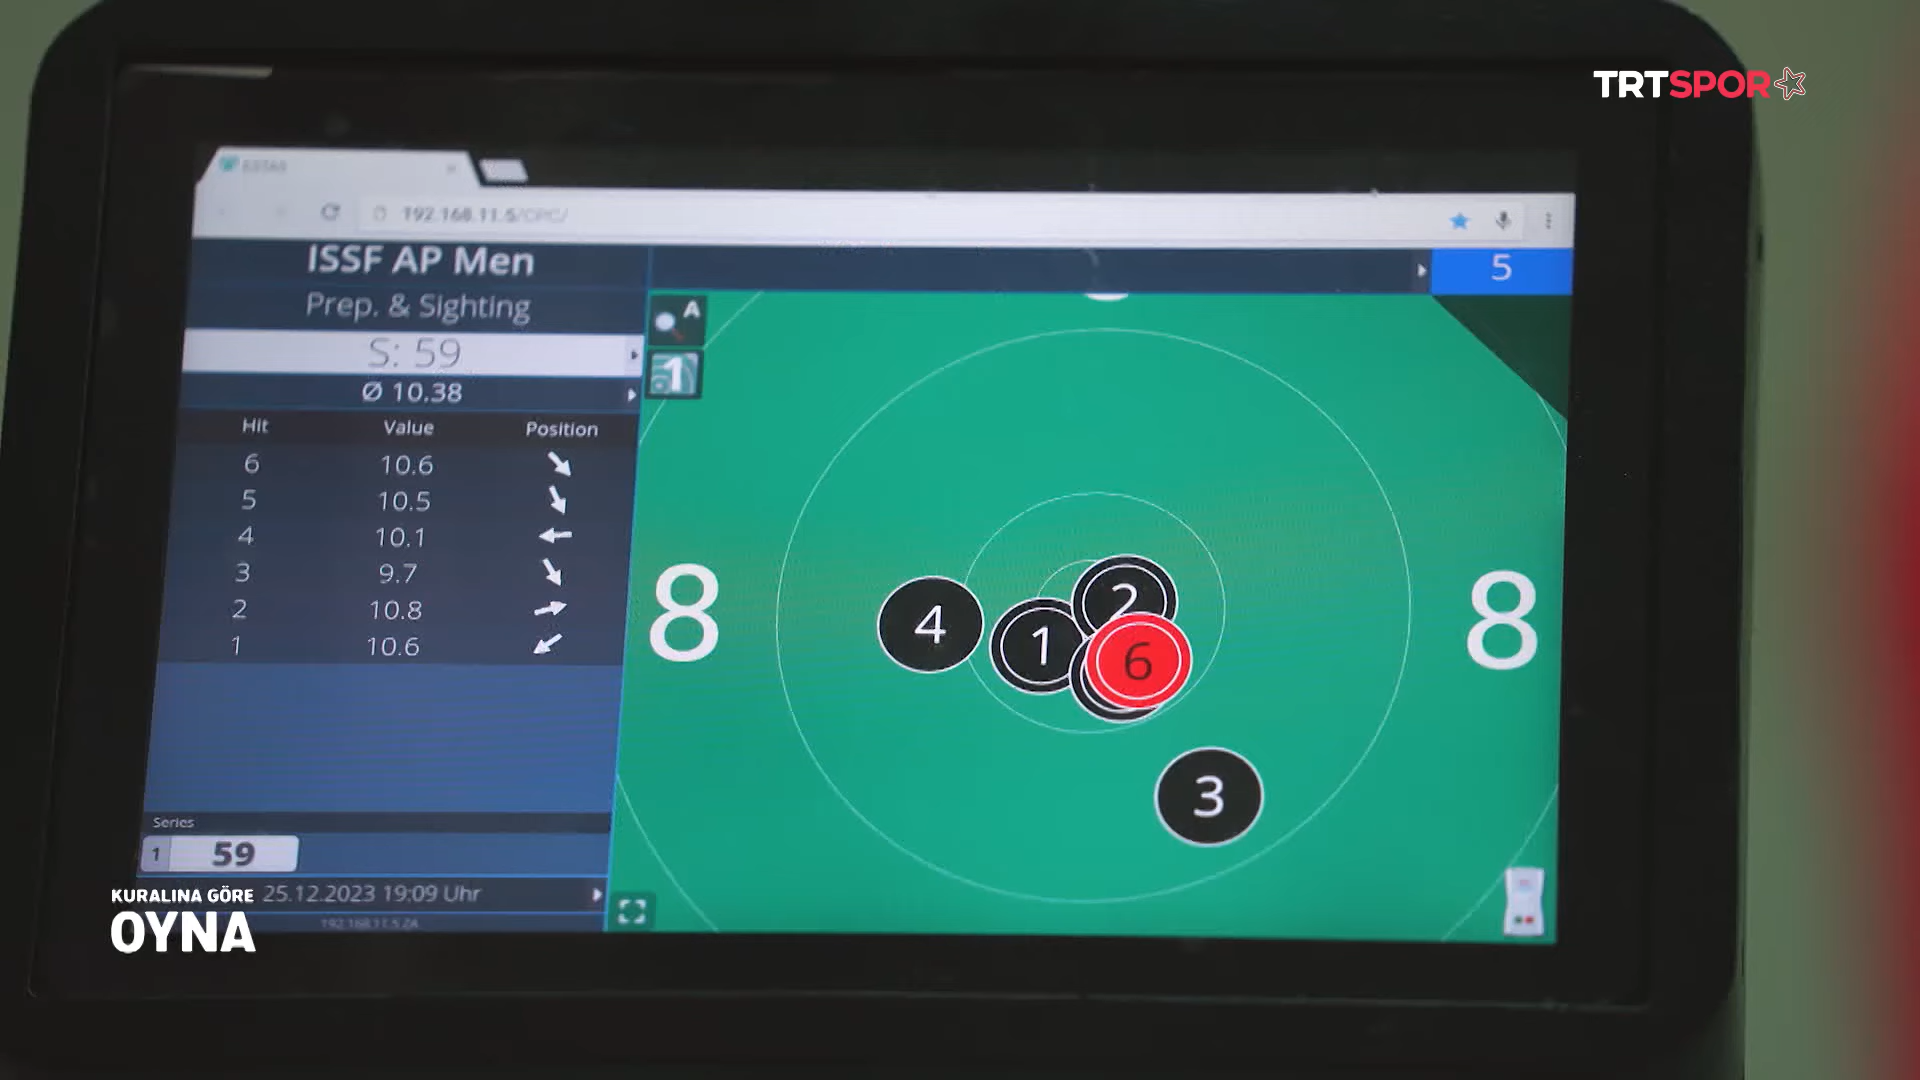 TRTSPOR
192.168.11.5/CPC/
ISSF AP Men
5
Prep. & Sighting
A
S: 59
1
Ø 10.38
Hit Value Position
6 10.6
5 10.5
4 10.1
3 9.7
2 10.8
1 10.6
8
4
1
2
6
8
3
Series
1 59
25.12.2023 19:09 Uhr
KURALINA GÖRE
OYNA